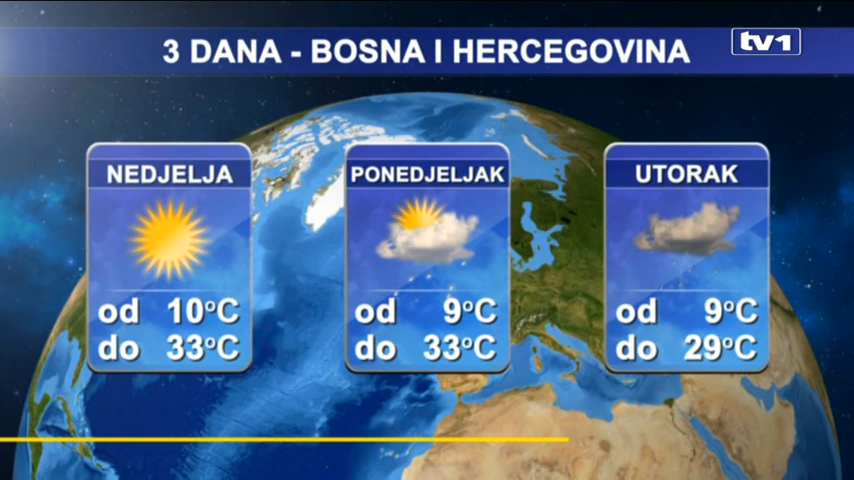 3 DANA - BOSNA I HERCEGOVINA
tv1
NEDJELJA
od 10°C
do 33°C
PONEDJELJAK
od 9°C
do 33°C
UTORAK
od 9°C
do 29°C